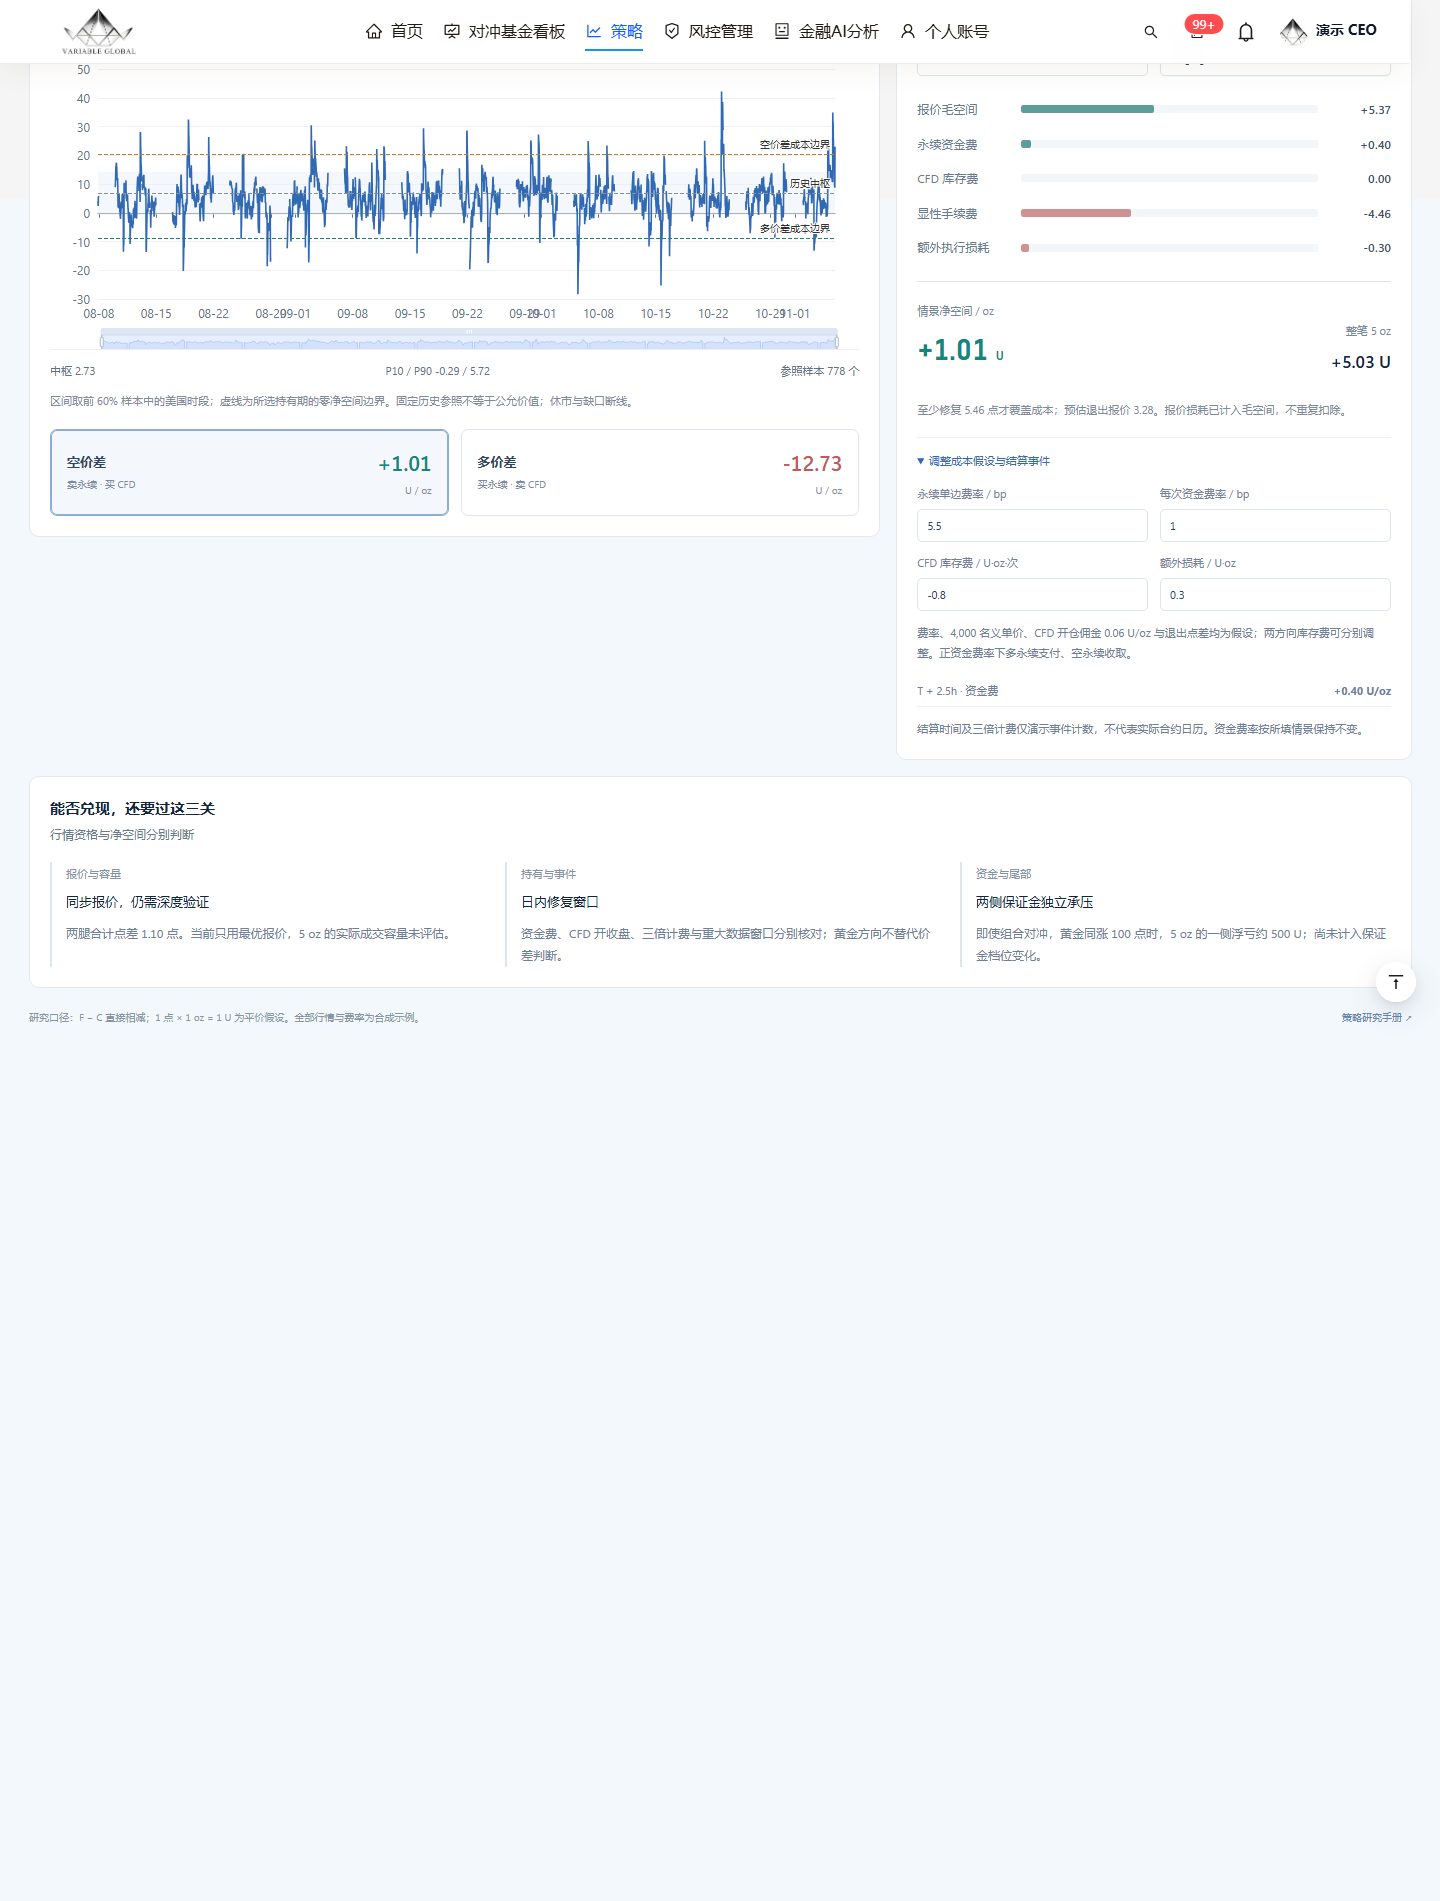 VARIABLE GLOBAL
首页
对冲基金看板
策略
风控管理
金融AI分析
个人账号
99+
演示 CEO
50
40
30
20
10
0
-10
-20
-30
空价差成本边界
历史中枢
多价差成本边界
08-08
08-15
08-22
08-29
09-01
09-08
09-15
09-22
09-29
10-01
10-08
10-15
10-22
10-29
11-01
中枢 2.73
P10 / P90 -0.29 / 5.72
参照样本 778 个
区间取前 60% 样本中的美国时段；虚线为所选持有期的零净空间边界。固定历史参照不等于公允价值；休市与缺口断线。
空价差
卖永续 · 买 CFD
+1.01
U / oz
多价差
买永续 · 卖 CFD
-12.73
U / oz
报价毛空间
+5.37
永续资金费
+0.40
CFD 库存费
0.00
显性手续费
-4.46
额外执行损耗
-0.30
情景净空间 / oz
+1.01 U
整笔 5 oz
+5.03 U
至少修复 5.46 点才覆盖成本；预估退出报价 3.28。报价损耗已计入毛空间，不重复扣除。
▼ 调整成本假设与结算事件
永续单边费率 / bp
每次资金费率 / bp
5.5
1
CFD 库存费 / U·oz·次
额外损耗 / U·oz
-0.8
0.3
费率、4,000 名义单价、CFD 开仓佣金 0.06 U/oz 与退出点差均为假设；两方向库存费可分别调
整。正资金费率下多永续支付、空永续收取。
T + 2.5h · 资金费
+0.40 U/oz
结算时间及三倍计费仅演示事件计数，不代表实际合约日历。资金费率按所填情景保持不变。
能否兑现，还要过这三关
行情资格与净空间分别判断
报价与容量
同步报价，仍需深度验证
两腿合计点差 1.10 点。当前只用最优报价，5 oz 的实际成交容量未评估。
持有与事件
日内修复窗口
资金费、CFD 开收盘、三倍计费与重大数据窗口分别核对；黄金方向不替代价
差判断。
资金与尾部
两侧保证金独立承压
即使组合对冲，黄金同涨 100 点时，5 oz 的一侧浮亏约 500 U；尚未计入保证
金档位变化。
研究口径：F − C 直接相减；1 点 × 1 oz = 1 U 为平价假设。全部行情与费率为合成示例。
策略研究手册 ↗